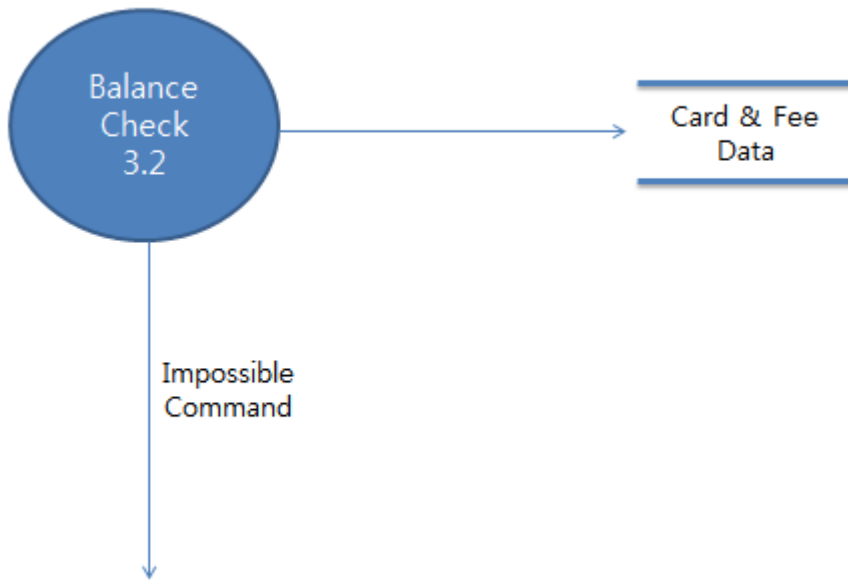 Balance
Check
3.2
Card & Fee
Data
Impossible
Command